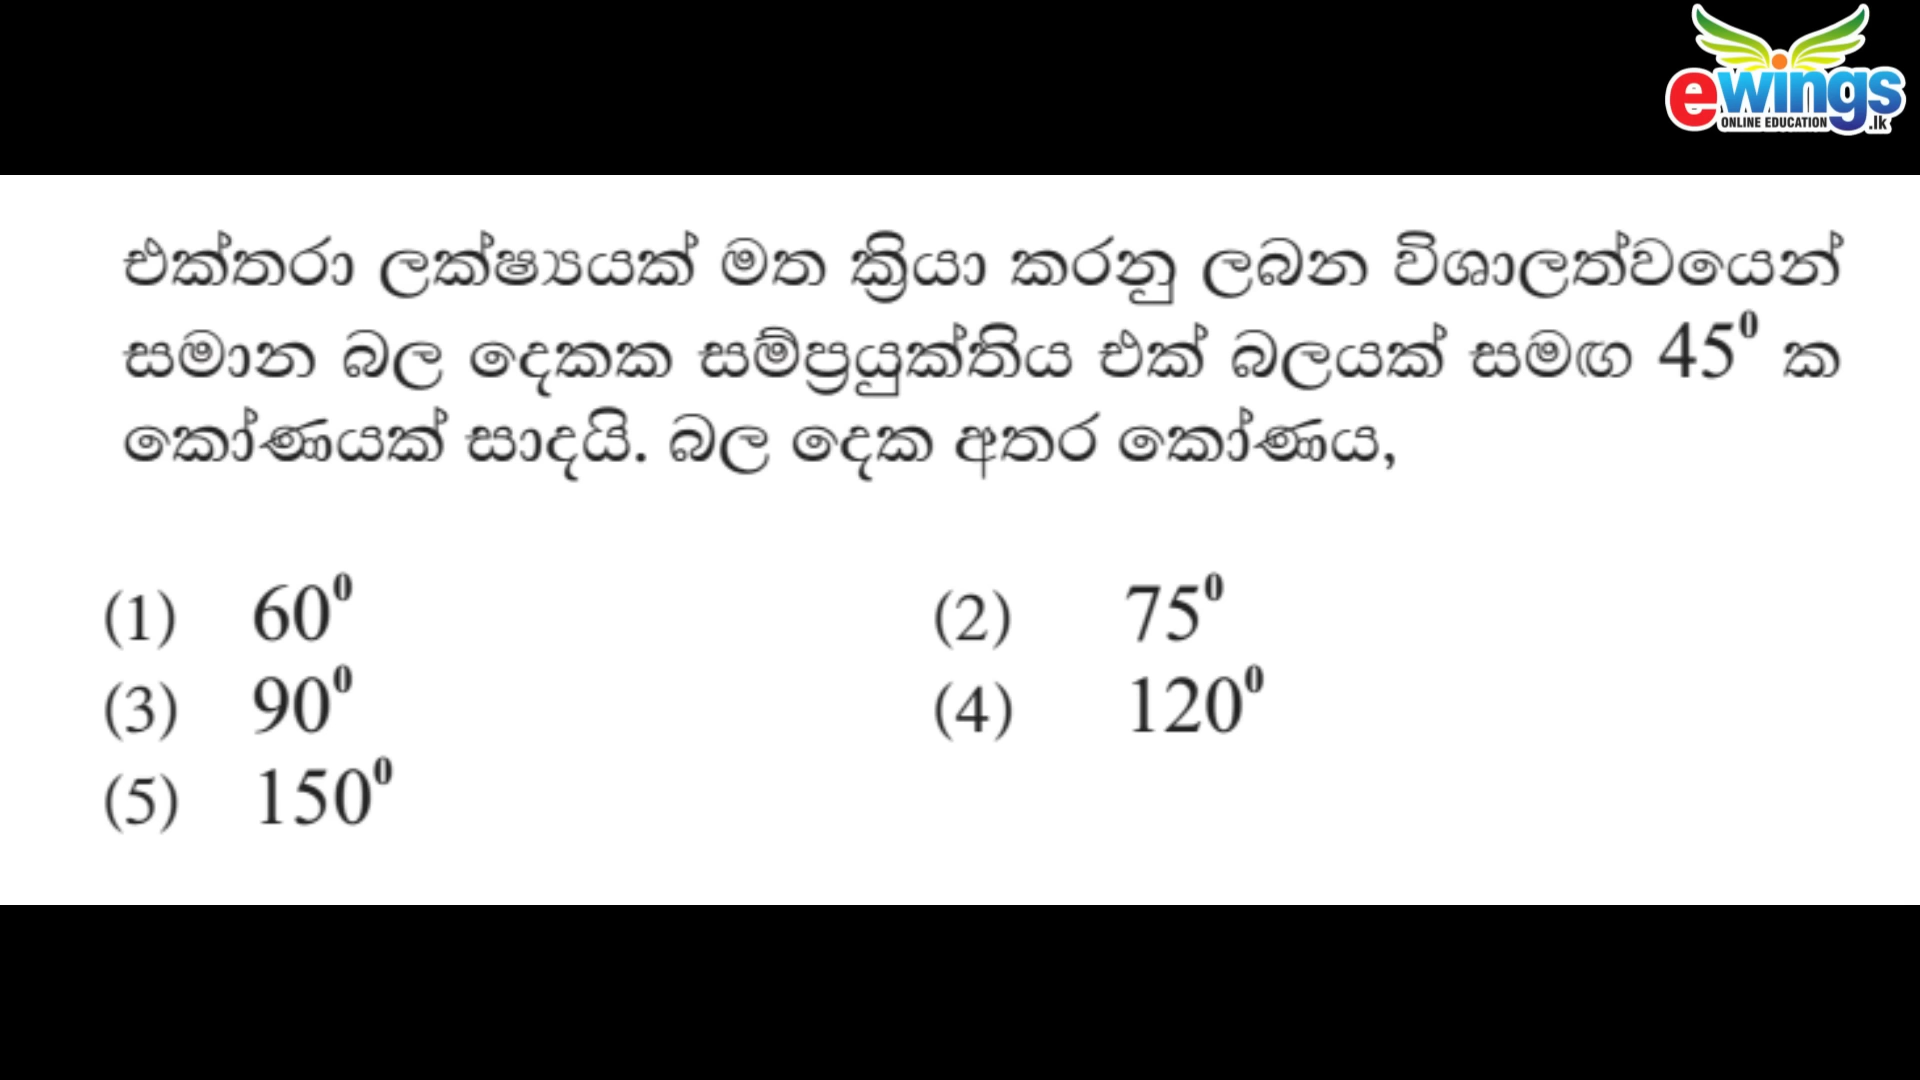 ewings
ONLINE EDUCATION .lk
එක්තරා ලක්ෂ්‍යයක් මත ක්‍රියා කරනු ලබන විශාලත්වයෙන්
සමාන බල දෙකක සම්ප්‍රයුක්තිය එක් බලයක් සමඟ 45⁰ ක
කෝණයක් සාදයි. බල දෙක අතර කෝණය,
(1) 60⁰ (2) 75⁰
(3) 90⁰ (4) 120⁰
(5) 150⁰